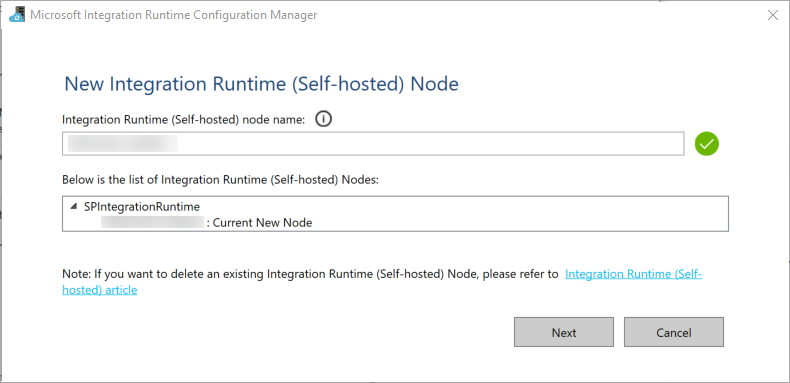 Microsoft Integration Runtime Configuration Manager
New Integration Runtime (Self-hosted) Node
Integration Runtime (Self-hosted) node name:
Below is the list of Integration Runtime (Self-hosted) Nodes:
SPIntegrationRuntime
: Current New Node
Note: If you want to delete an existing Integration Runtime (Self-hosted) Node, please refer to Integration Runtime (Self-
hosted) article
Next Cancel